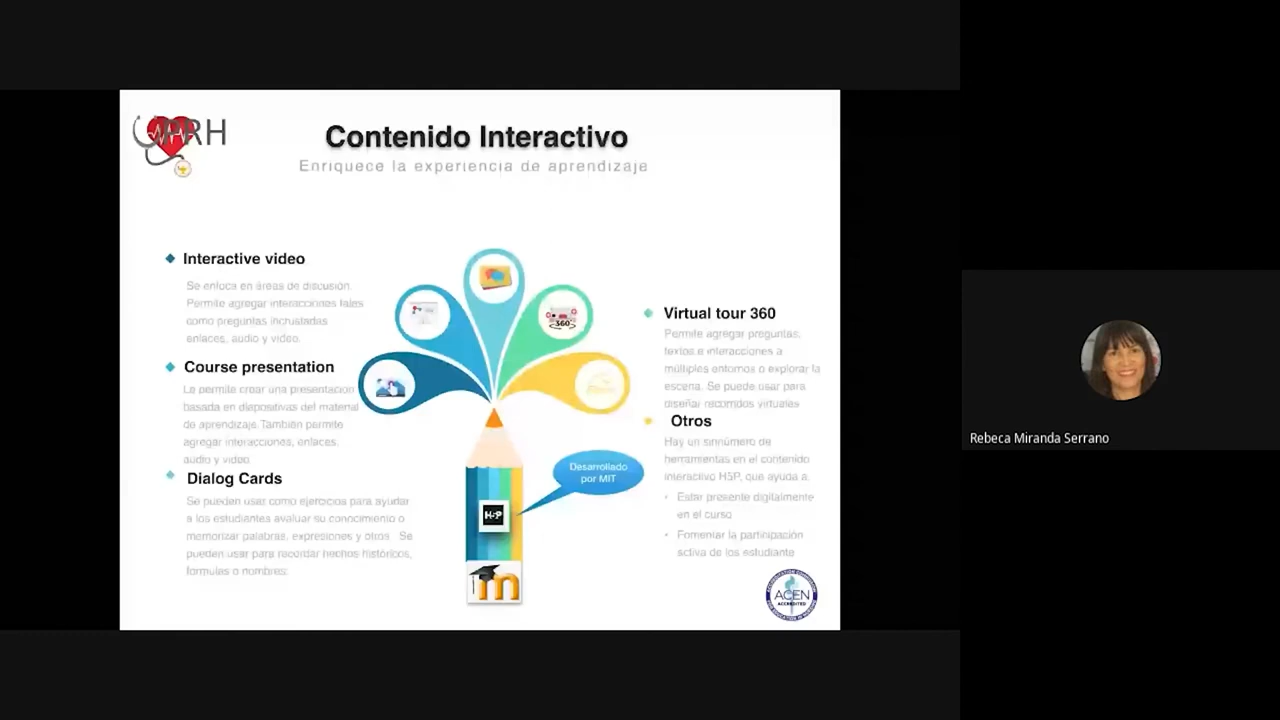 UPRH
Contenido Interactivo
Enriquece la experiencia de aprendizaje
Interactive video
Se enfoca en áreas de discusión.
Permite agregar interacciones tales
como preguntas incrustadas
enlaces, audio y video.
Course presentation
Le permite crear una presentación
basada en diapositivas del material
de aprendizaje. También permite
agregar interacciones, enlaces,
audio y video
Dialog Cards
Se pueden usar como ejercicios para ayudar
a los estudiantes evaluar su conocimiento o
memorizar palabras, expresiones y otros Se
pueden usar para recordar hechos históricos,
formulas o nombres.
360
Desarrollado
por MIT
H5P
m
Virtual tour 360
Permite agregar preguntas,
textos e interacciones a
múltiples entornos o explorar la
escena. Se puede usar para
diseñar recorridos virtuales
Otros
Hay un sinnúmero de
herramientas en el contenido
interactivo H5P, que ayuda a:
• Estar presente digitalmente
en el curso
• Fomentar la participación
activa de los estudiante
ACEN
ACCREDITED
Rebeca Miranda Serrano